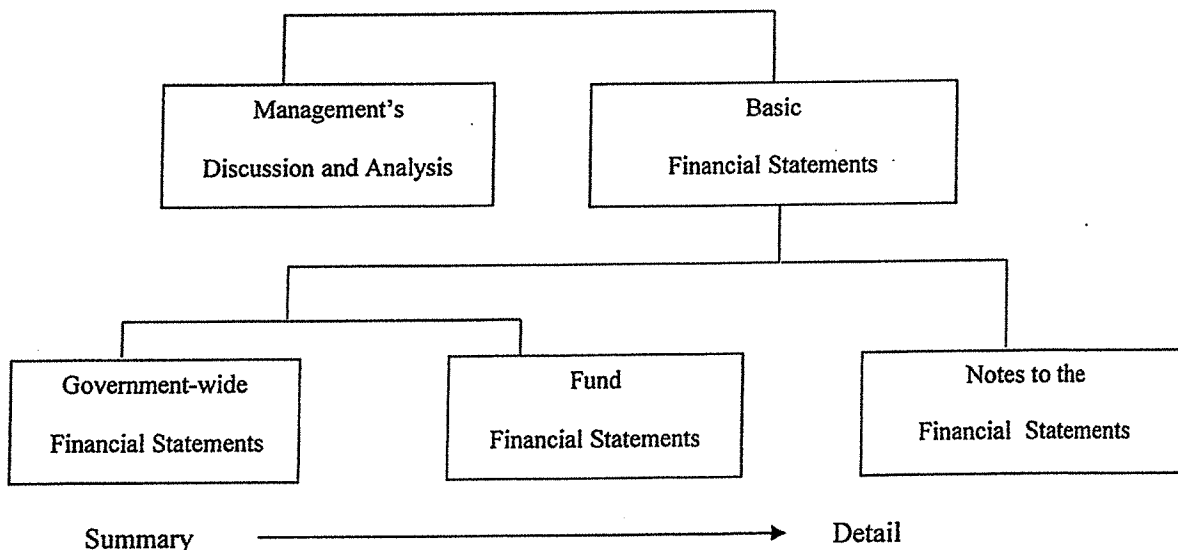 Management's
Discussion and Analysis
Basic
Financial Statements
Government-wide
Financial Statements
Fund
Financial Statements
Notes to the
Financial Statements
Summary
Detail